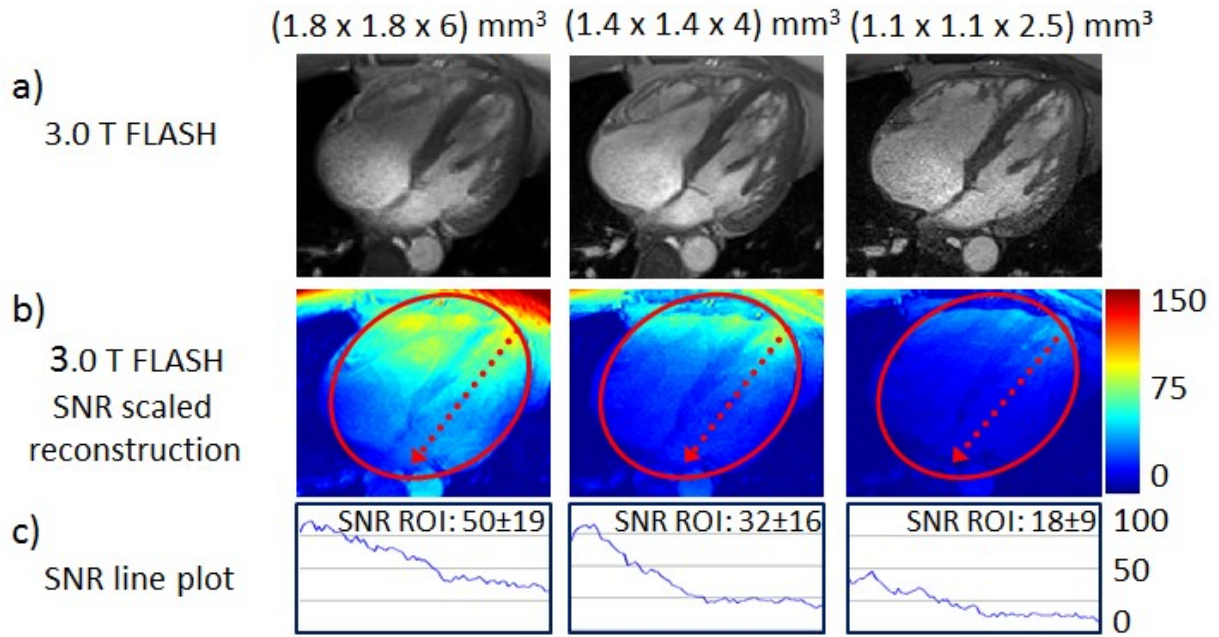 (1.8 x 1.8 x 6) mm³ (1.4 x 1.4 x 4) mm³ (1.1 x 1.1 x 2.5) mm³
a)
3.0 T FLASH
b)
3.0 T FLASH
SNR scaled
reconstruction
150
75
0
c)
SNR line plot
SNR ROI: 50±19
SNR ROI: 32±16
SNR ROI: 18±9
100
50
0